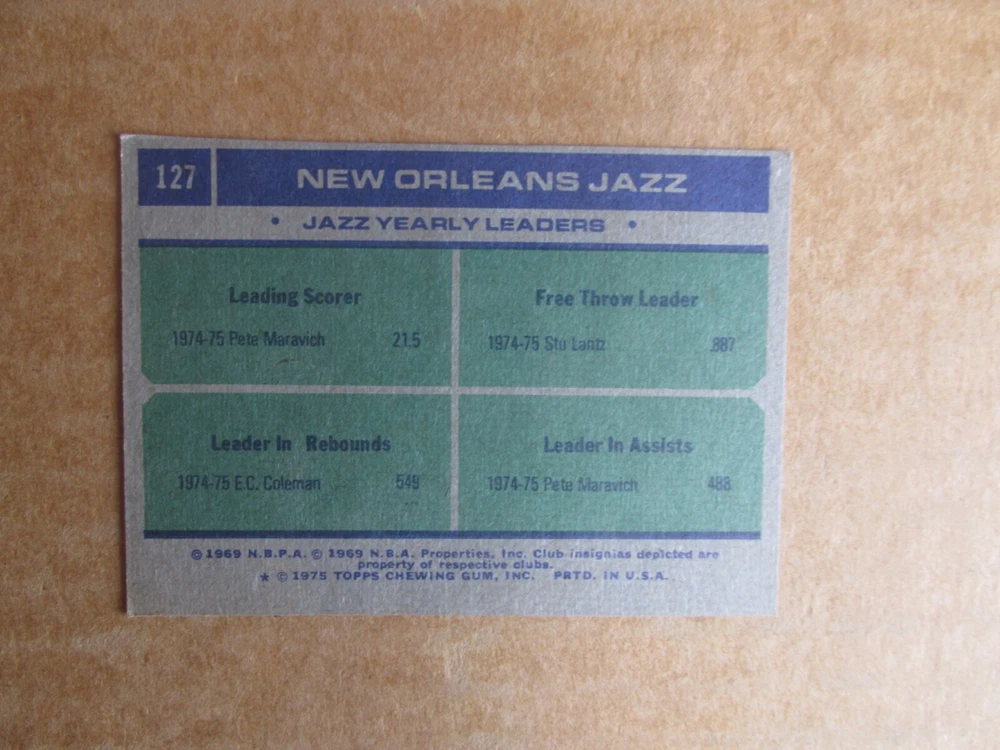 127 NEW ORLEANS JAZZ
• JAZZ YEARLY LEADERS •
Leading Scorer
1974-75 Pete Maravich 21.5
Free Throw Leader
1974-75 Stu Lantz .887
Leader In Rebounds
1974-75 E.C. Coleman 549
Leader In Assists
1974-75 Pete Maravich 488
© 1969 N.B.P.A. © 1969 N.B.A. Properties, Inc. Club insignias depicted are
property of respective clubs.
★ © 1975 TOPPS CHEWING GUM, INC. PRTD. IN U.S.A.